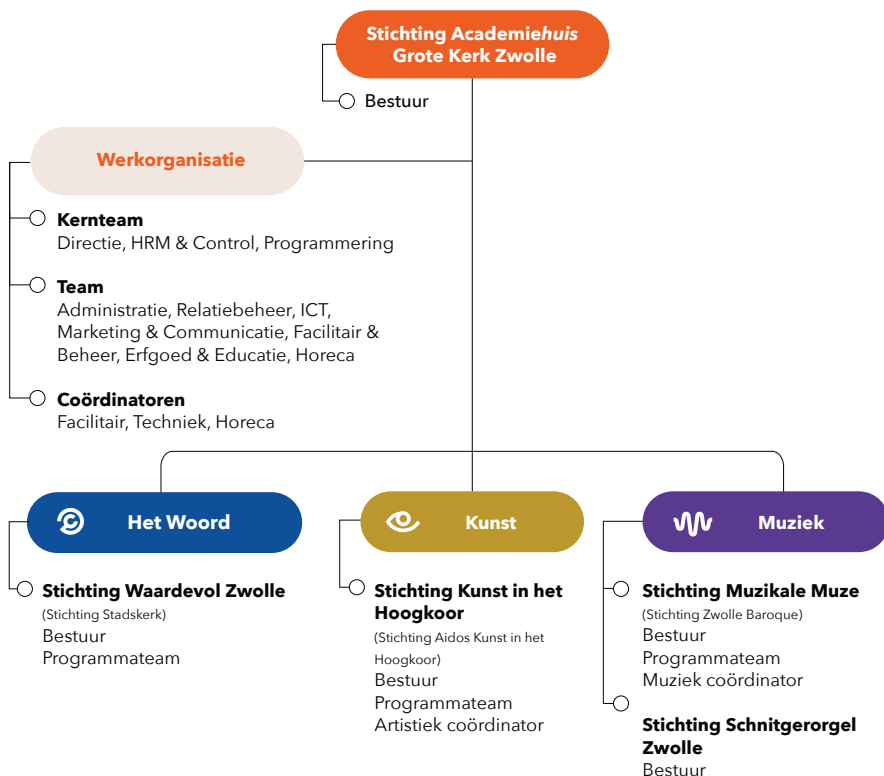 Stichting Academiehuis
Grote Kerk Zwolle
Bestuur
Werkorganisatie
Kernteam
Directie, HRM & Control, Programmering
Team
Administratie, Relatiebeheer, ICT,
Marketing & Communicatie, Facilitair &
Beheer, Erfgoed & Educatie, Horeca
Coördinatoren
Facilitair, Techniek, Horeca
Het Woord
Stichting Waardevol Zwolle
(Stichting Stadskerk)
Bestuur
Programmateam
Kunst
Stichting Kunst in het
Hoogkoor
(Stichting Aidos Kunst in het
Hoogkoor)
Bestuur
Programmateam
Artistiek coördinator
Muziek
Stichting Muzikale Muze
(Stichting Zwolle Baroque)
Bestuur
Programmateam
Muziek coördinator
Stichting Schnitgerorgel
Zwolle
Bestuur